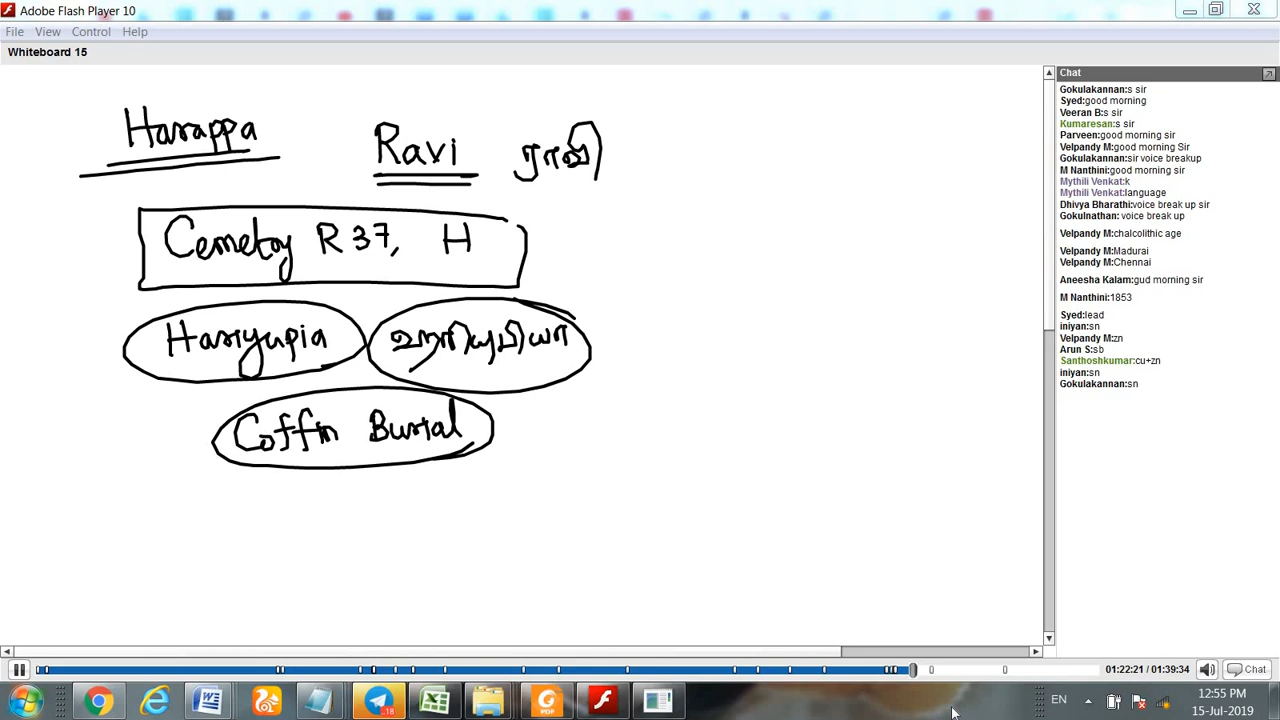 Adobe Flash Player 10
File View Control Help
Whiteboard 15
Harappa Ravi ராவி
Cemetry R 37, H
Hariyupia ஹரியுபியா
Coffin Burial
Chat
Gokulakannan:s sir
Syed:good morning
Veeran B:s sir
Kumaresan:s sir
Parveen:good morning sir
Velpandy M:good morning Sir
Gokulakannan:sir voice breakup
M Nanthini:good morning sir
Mythili Venkat:k
Mythili Venkat:language
Dhivya Bharathi:voice break up sir
Gokulnathan: voice break up
Velpandy M:chalcolithic age
Velpandy M:Madurai
Velpandy M:Chennai
Aneesha Kalam:gud morning sir
M Nanthini:1853
Syed:lead
iniyan:sn
Velpandy M:zn
Arun S:sb
Santhoshkumar:cu+zn
iniyan:sn
Gokulakannan:sn
01:22:21 / 01:39:34 Chat
EN 12:55 PM
15-Jul-2019